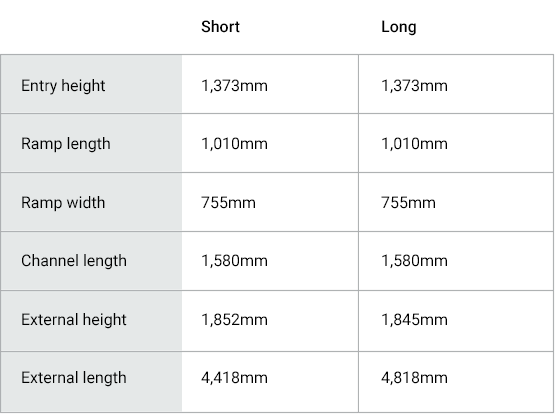 Short Long
Entry height 1,373mm 1,373mm
Ramp length 1,010mm 1,010mm
Ramp width 755mm 755mm
Channel length 1,580mm 1,580mm
External height 1,852mm 1,845mm
External length 4,418mm 4,818mm